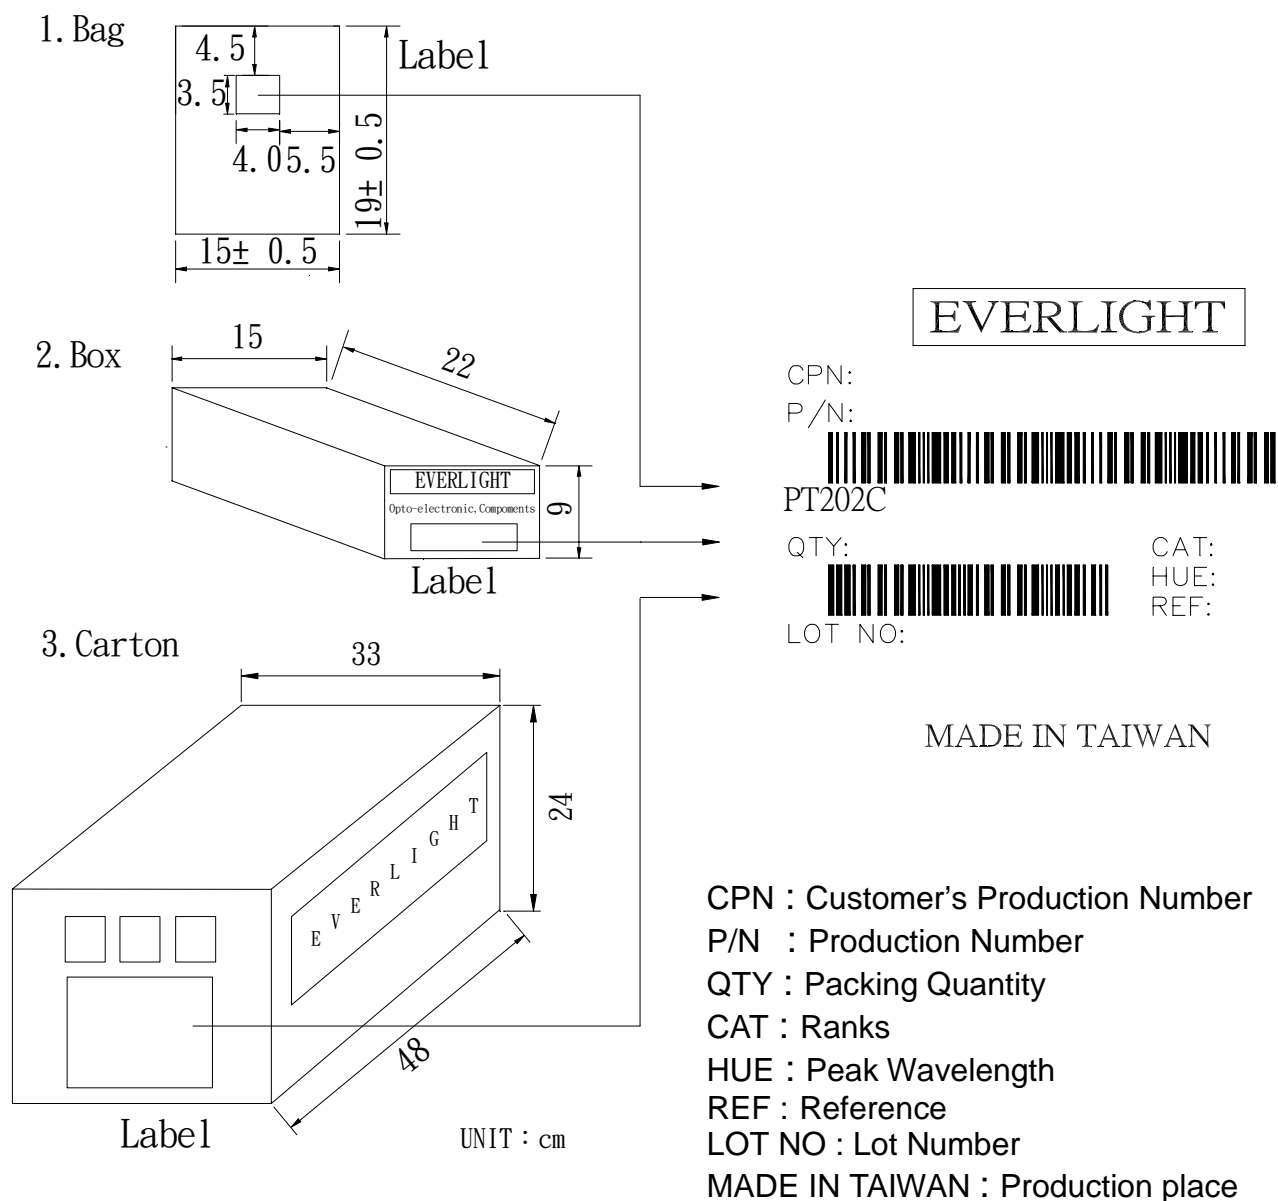 1. Bag
4.5
Label
3.5
4.0
5.5
19± 0.5
15± 0.5
2. Box
15
22
EVERLIGHT
Opto-electronic,Compoments
9
Label
3. Carton
33
24
EVERLIGHT
48
Label
UNIT：cm
EVERLIGHT
CPN:
P/N:
PT202C
QTY:
CAT:
HUE:
REF:
LOT NO:
MADE IN TAIWAN
CPN：Customer's Production Number
P/N ：Production Number
QTY：Packing Quantity
CAT：Ranks
HUE：Peak Wavelength
REF : Reference
LOT NO : Lot Number
MADE IN TAIWAN：Production place